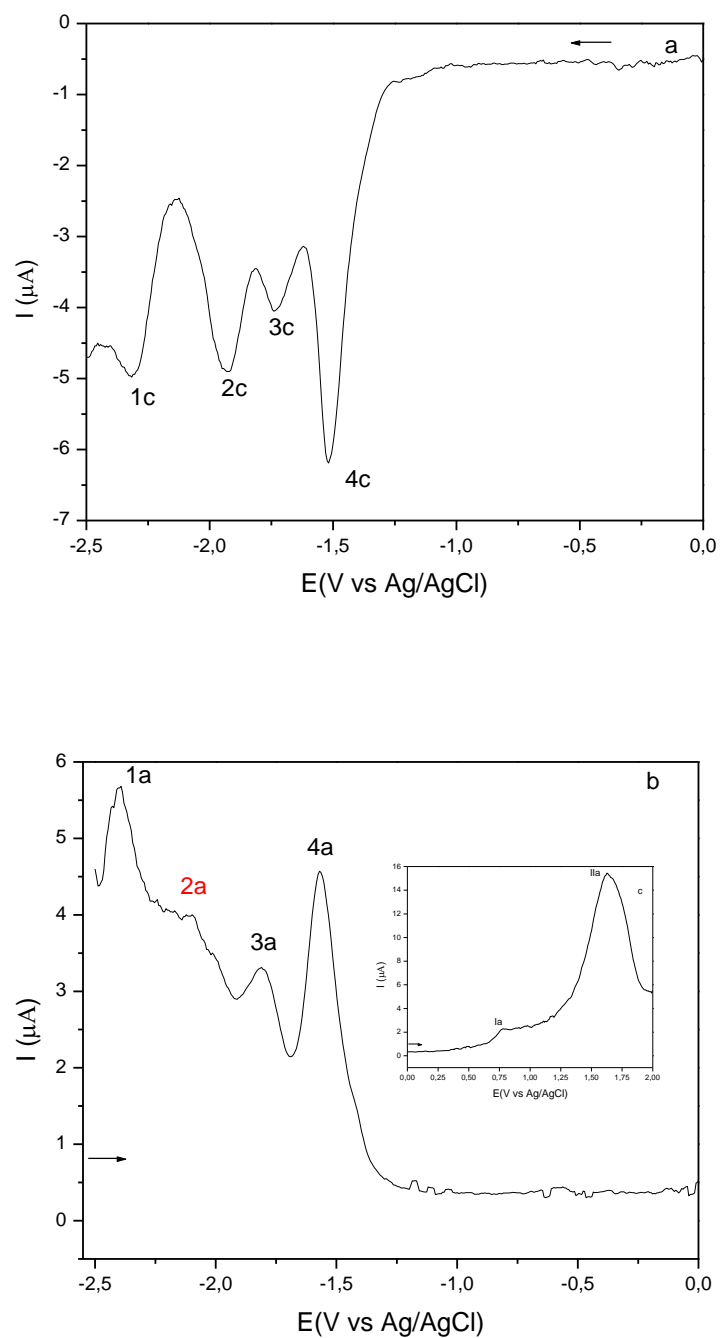 0
a
-1
-2
-3
I (μA)
-4
3c
-5
1c
2c
-6
4c
-7
-2,5
-2,0
-1,5
-1,0
-0,5
0,0
E(V vs Ag/AgCl)
6
1a
b
5
4a
2a
4
3a
3
I (μA)
2
1
0
-2,5
-2,0
-1,5
-1,0
-0,5
0,0
E(V vs Ag/AgCl)
16
IIa
c
14
12
10
8
I (μA)
6
4
Ia
2
0
0,00
0,25
0,50
0,75
1,00
1,25
1,50
1,75
2,00
E(V vs Ag/AgCl)